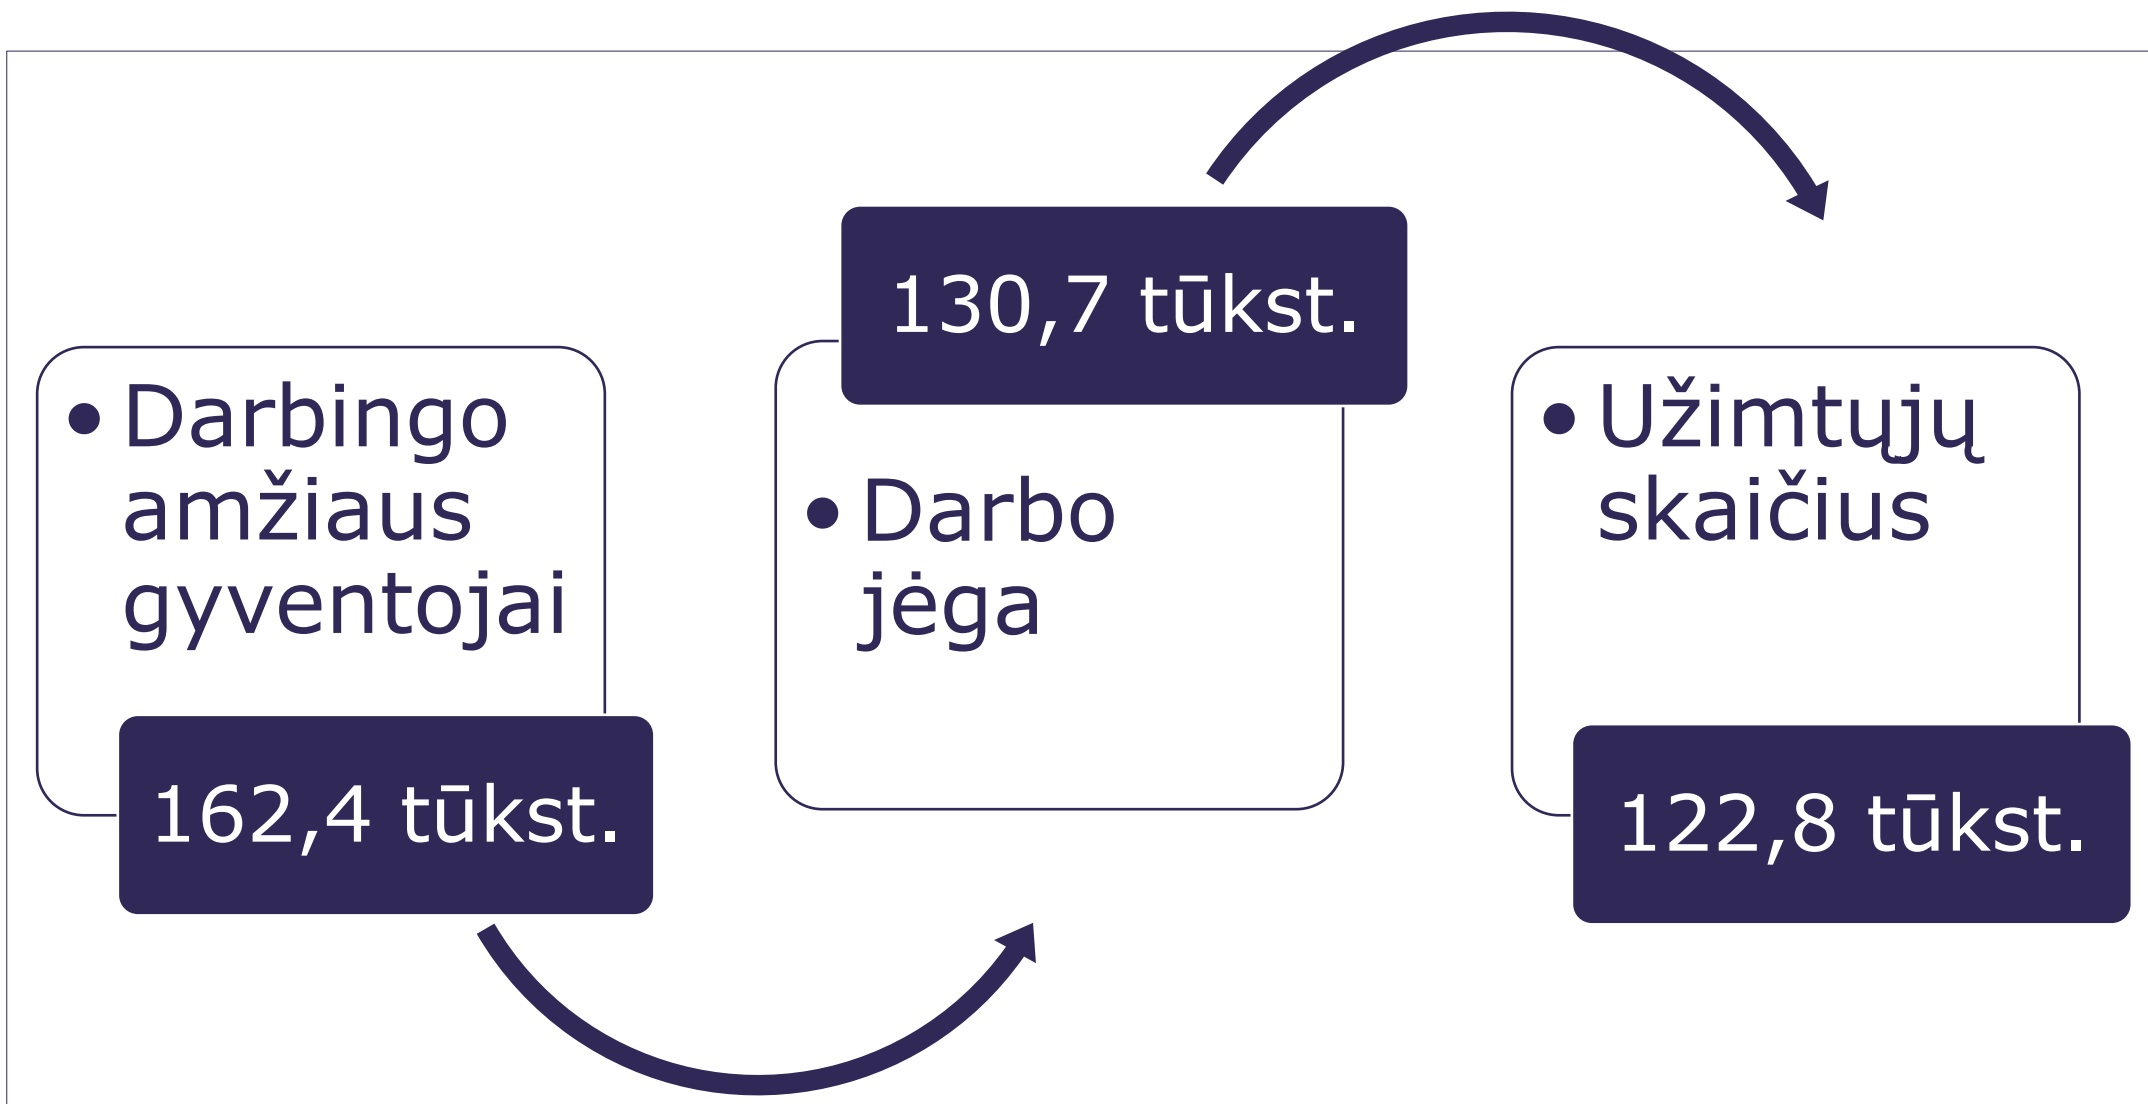 • Darbingo
amžiaus
gyventojai
162,4 tūkst.
130,7 tūkst.
• Darbo
jėga
• Užimtųjų
skaičius
122,8 tūkst.